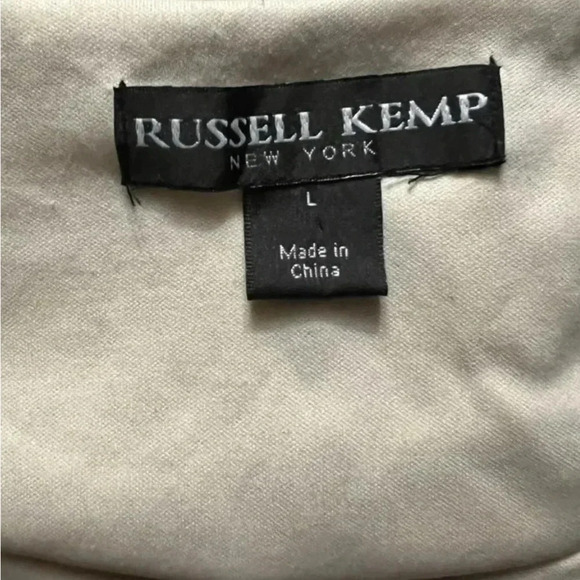 RUSSELL KEMP
NEW YORK
L
Made in
China